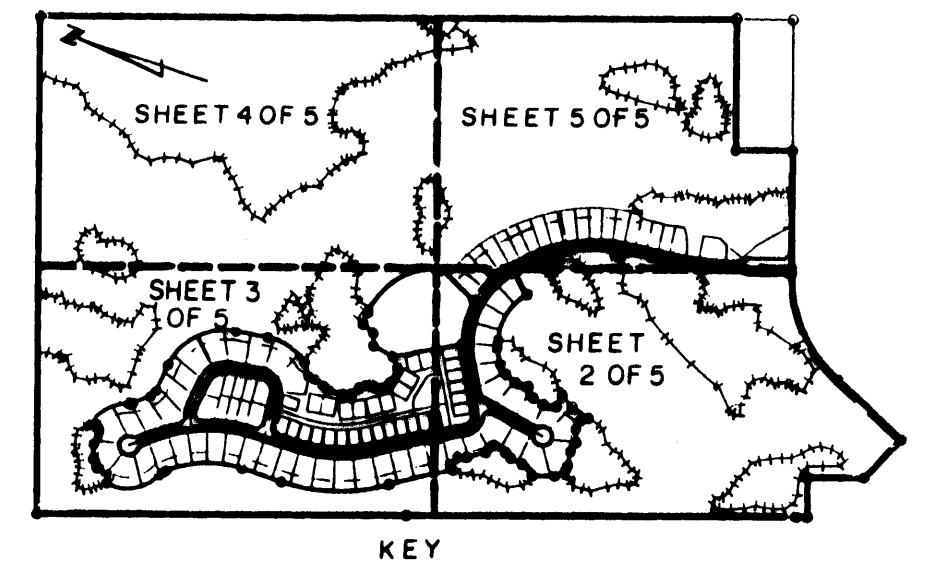 SHEET 4 OF 5
SHEET 5 OF 5
SHEET 3
OF 5
SHEET
2 OF 5
KEY